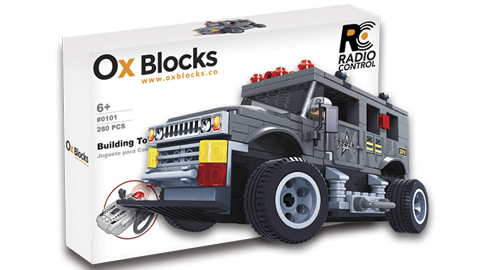 Ox Blocks
www.oxblocks.co
RC
RADIO
CONTROL
6+
#0101
280 PCS
Building To
Juguete para Co
Ox Blocks